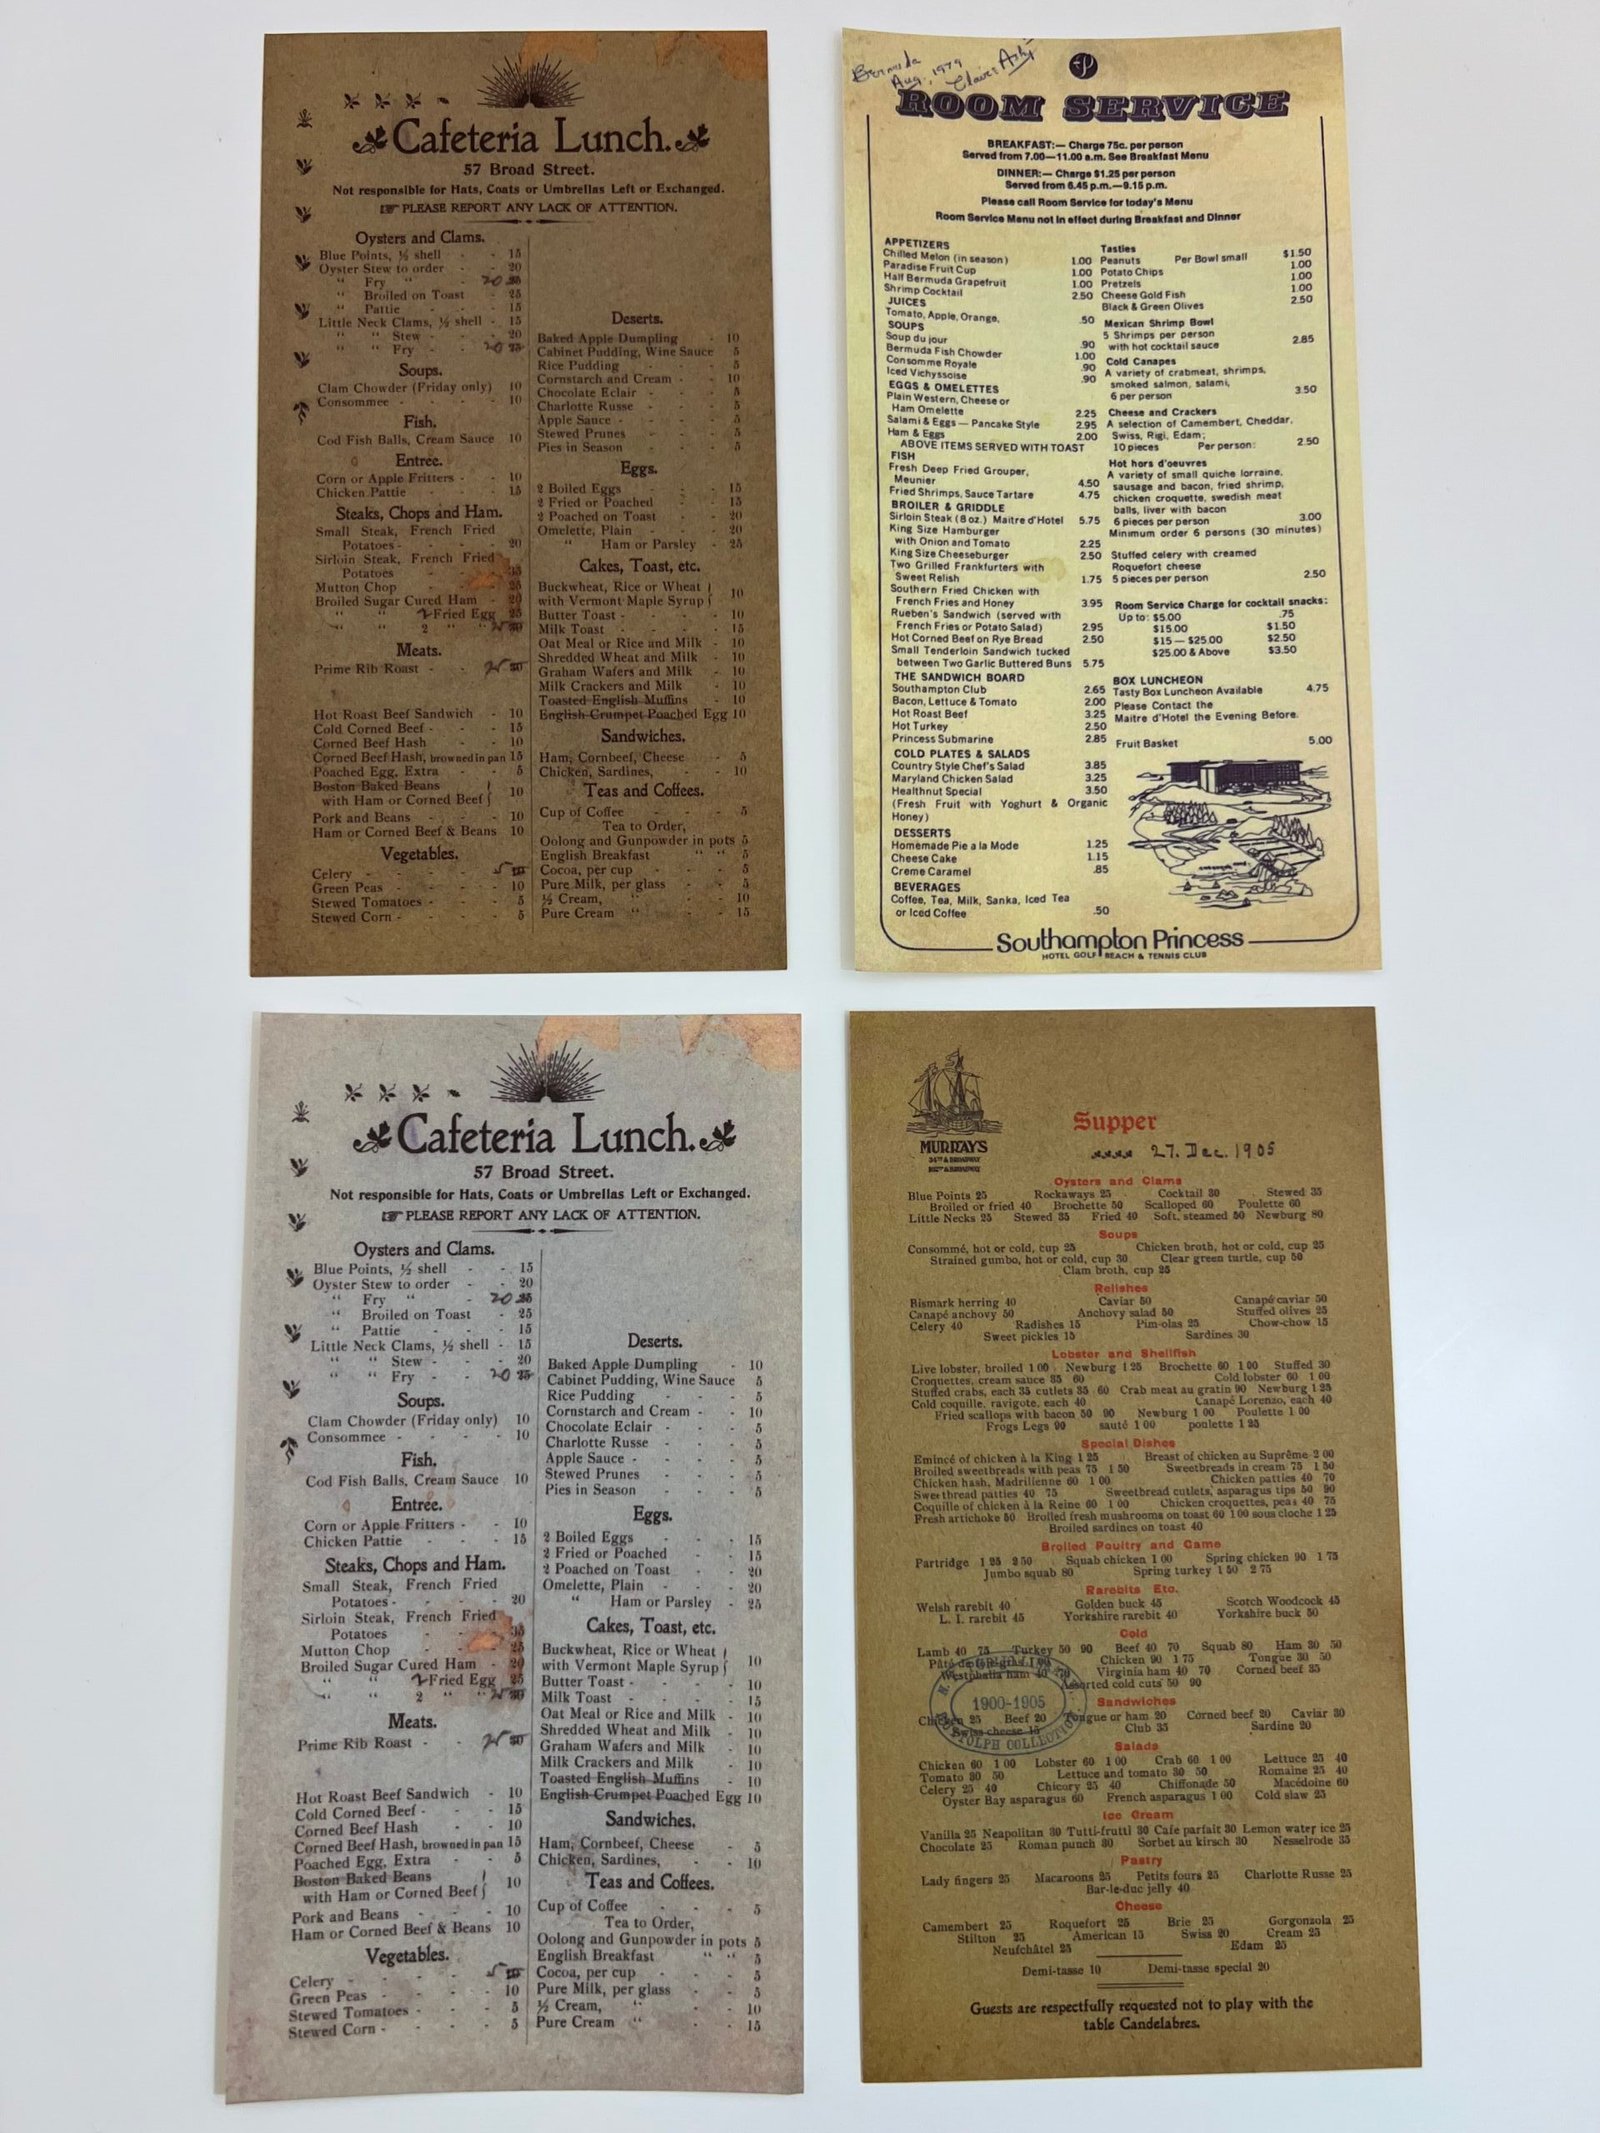 Cafeteria Lunch.
57 Broad Street.
Not responsible for Hats, Coats or Umbrellas Left or Exchanged.
PLEASE REPORT ANY LACK OF ATTENTION.
Oysters and Clams.
Blue Points, ½ shell - - 15
Oyster Stew to order - 20
" Fry " 20 25
" Broiled on Toast - 25
" Pattie - - 15
Little Neck Clams, ½ shell - 15
" " Stew - - 20
" " Fry - - 20 25
Soups.
Clam Chowder (Friday only) 10
Consommee - - - - 10
Fish.
Cod Fish Balls, Cream Sauce 10
Entree.
Corn or Apple Fritters - - 10
Chicken Pattie - - - 15
Steaks, Chops and Ham.
Small Steak, French Fried
Potatoes - - - - 20
Sirloin Steak, French Fried
Potatoes - - - 35
Mutton Chop - - - 25
Broiled Sugar Cured Ham - 20
" " 2 Fried Egg 25
" " 2 " "
Meats.
Prime Rib Roast - - 25
Hot Roast Beef Sandwich - 10
Cold Corned Beef - - - 15
Corned Beef Hash - - 10
Corned Beef Hash, browned in pan 15
Poached Egg, Extra - - 5
Boston Baked Beans
with Ham or Corned Beef } 10
Pork and Beans - - - 10
Ham or Corned Beef & Beans 10
Vegetables.
Celery - - - - 5
Green Peas - - - - 10
Stewed Tomatoes - - - 5
Stewed Corn - - - - 5
Deserts.
Baked Apple Dumpling - 10
Cabinet Pudding, Wine Sauce 5
Rice Pudding - - - 5
Cornstarch and Cream - - 10
Chocolate Eclair - - - 5
Charlotte Russe - - - 5
Apple Sauce - - - - 5
Stewed Prunes - - - 5
Pies in Season - - - 5
Eggs.
2 Boiled Eggs - - - 15
2 Fried or Poached - - 15
2 Poached on Toast - - 20
Omelette, Plain - - - 20
" Ham or Parsley - 25
Cakes, Toast, etc.
Buckwheat, Rice or Wheat
with Vermont Maple Syrup } 10
Butter Toast - - - - 10
Milk Toast - - - - 15
Oat Meal or Rice and Milk - 10
Shredded Wheat and Milk - 10
Graham Wafers and Milk - 10
Milk Crackers and Milk - 10
Toasted English Muffins - 10
English Crumpet Poached Egg 10
Sandwiches.
Ham, Cornbeef, Cheese - 5
Chicken, Sardines, - - 10
Teas and Coffees.
Cup of Coffee - - - 5
Tea to Order,
Oolong and Gunpowder in pots 5
English Breakfast " " 5
Cocoa, per cup - - - 5
Pure Milk, per glass - - 5
½ Cream, " - - 10
Pure Cream " - - 15
Bermuda
Aug. 1979
ROOM SERVICE
BREAKFAST:— Charge 75c. per person
Served from 7.00—11.00 a.m. See Breakfast Menu
DINNER:— Charge $1.25 per person
Served from 6.45 p.m.—9.15 p.m.
Please call Room Service for today's Menu
Room Service Menu not in effect during Breakfast and Dinner
APPETIZERS
Chilled Melon (in season) 1.00
Paradise Fruit Cup 1.00
Half Bermuda Grapefruit 1.00
Shrimp Cocktail 2.50
JUICES
Tomato, Apple, Orange, .50
SOUPS
Soup du jour .90
Bermuda Fish Chowder 1.00
Consomme Royale .90
Iced Vichyssoise .90
EGGS & OMELETTES
Plain Western, Cheese or
Ham Omelette 2.25
Salami & Eggs — Pancake Style 2.95
Ham & Eggs 2.00
ABOVE ITEMS SERVED WITH TOAST
FISH
Fresh Deep Fried Grouper,
Meunier 4.50
Fried Shrimps, Sauce Tartare 4.75
BROILER & GRIDDLE
Sirloin Steak (8 oz.) Maitre d'Hotel 5.75
King Size Hamburger
with Onion and Tomato 2.25
King Size Cheeseburger 2.50
Two Grilled Frankfurters with
Sweet Relish 1.75
Southern Fried Chicken with
French Fries and Honey 3.95
Rueben's Sandwich (served with
French Fries or Potato Salad) 2.95
Hot Corned Beef on Rye Bread 2.50
Small Tenderloin Sandwich tucked
between Two Garlic Buttered Buns 5.75
THE SANDWICH BOARD
Southampton Club 2.65
Bacon, Lettuce & Tomato 2.00
Hot Roast Beef 3.25
Hot Turkey 2.50
Princess Submarine 2.85
COLD PLATES & SALADS
Country Style Chef's Salad 3.85
Maryland Chicken Salad 3.25
Healthnut Special 3.50
(Fresh Fruit with Yoghurt & Organic
Honey)
DESSERTS
Homemade Pie a la Mode 1.25
Cheese Cake 1.15
Creme Caramel .85
BEVERAGES
Coffee, Tea, Milk, Sanka, Iced Tea
or Iced Coffee .50
Tasties
Peanuts Per Bowl small $1.50
Potato Chips 1.00
Pretzels 1.00
Cheese Gold Fish 1.00
Black & Green Olives 2.50
Mexican Shrimp Bowl
5 Shrimps per person
with hot cocktail sauce 2.85
Cold Canapes
A variety of crabmeat, shrimps,
smoked salmon, salami,
6 per person 3.50
Cheese and Crackers
A selection of Camembert, Cheddar,
Swiss, Rigi, Edam;
10 pieces Per person: 2.50
Hot hors d'oeuvres
A variety of small quiche lorraine,
sausage and bacon, fried shrimp,
chicken croquette, swedish meat
balls, liver with bacon
6 pieces per person 3.00
Minimum order 6 persons (30 minutes)
Stuffed celery with creamed
Roquefort cheese
5 pieces per person 2.50
Room Service Charge for cocktail snacks:
Up to: $5.00 .75
$15.00 $1.50
$15 — $25.00 $2.50
$25.00 & Above $3.50
BOX LUNCHEON
Tasty Box Luncheon Available 4.75
Please Contact the
Maitre d'Hotel the Evening Before.
Fruit Basket 5.00
Southampton Princess
HOTEL GOLF BEACH & TENNIS CLUB
Cafeteria Lunch.
57 Broad Street.
Not responsible for Hats, Coats or Umbrellas Left or Exchanged.
PLEASE REPORT ANY LACK OF ATTENTION.
Oysters and Clams.
Blue Points, ½ shell - - 15
Oyster Stew to order - - 20
" Fry " 20 25
" Broiled on Toast - 25
" Pattie - - - 15
Little Neck Clams, ½ shell - 15
" " Stew - - 20
" " Fry - - 20 25
Soups.
Clam Chowder (Friday only) 10
Consommee - - - - 10
Fish.
Cod Fish Balls, Cream Sauce 10
Entree.
Corn or Apple Fritters - - 10
Chicken Pattie - - - 15
Steaks, Chops and Ham.
Small Steak, French Fried
Potatoes - - - - 20
Sirloin Steak, French Fried
Potatoes - - - 35
Mutton Chop - - - 25
Broiled Sugar Cured Ham - 20
" " 2 Fried Egg 25
" " 2 " "
Meats.
Prime Rib Roast - - 25
Hot Roast Beef Sandwich - 10
Cold Corned Beef - - - 15
Corned Beef Hash - - 10
Corned Beef Hash, browned in pan 15
Poached Egg, Extra - - 5
Boston Baked Beans
with Ham or Corned Beef } 10
Pork and Beans - - - 10
Ham or Corned Beef & Beans 10
Vegetables.
Celery - - - - 5
Green Peas - - - - 10
Stewed Tomatoes - - - 5
Stewed Corn - - - - 5
Deserts.
Baked Apple Dumpling - 10
Cabinet Pudding, Wine Sauce 5
Rice Pudding - - - 5
Cornstarch and Cream - - 10
Chocolate Eclair - - - 5
Charlotte Russe - - - 5
Apple Sauce - - - - 5
Stewed Prunes - - - 5
Pies in Season - - - 5
Eggs.
2 Boiled Eggs - - - 15
2 Fried or Poached - - 15
2 Poached on Toast - - 20
Omelette, Plain - - - 20
" Ham or Parsley - 25
Cakes, Toast, etc.
Buckwheat, Rice or Wheat
with Vermont Maple Syrup } 10
Butter Toast - - - - 10
Milk Toast - - - - 15
Oat Meal or Rice and Milk - 10
Shredded Wheat and Milk - 10
Graham Wafers and Milk - 10
Milk Crackers and Milk - 10
Toasted English Muffins - 10
English Crumpet Poached Egg 10
Sandwiches.
Ham, Cornbeef, Cheese - 5
Chicken, Sardines, - - 10
Teas and Coffees.
Cup of Coffee - - - 5
Tea to Order,
Oolong and Gunpowder in pots 5
English Breakfast " " 5
Cocoa, per cup - - - 5
Pure Milk, per glass - - 5
½ Cream, " - - 10
Pure Cream " - - 15
MURRAY'S
34TH & BROADWAY
Supper
27. Dec. 1905
Oysters and Clams
Blue Points 25 Rockaways 25 Cocktail 30 Stewed 35
Broiled or fried 40 Brochette 50 Scalloped 60 Poulette 60
Little Necks 25 Stewed 35 Fried 40 Soft, steamed 50 Newburg 80
Soups
Consommé, hot or cold, cup 25 Chicken broth, hot or cold, cup 25
Strained gumbo, hot or cold, cup 30 Clear green turtle, cup 50
Clam broth, cup 25
Relishes
Bismark herring 40 Caviar 50 Canapé caviar 50
Canapé anchovy 50 Anchovy salad 50 Stuffed olives 25
Celery 40 Radishes 15 Pim-olas 25 Chow-chow 15
Sweet pickles 15 Sardines 30
Lobster and Shellfish
Live lobster, broiled 1 00 Newburg 1 25 Brochette 60 1 00 Stuffed 30
Croquettes, cream sauce 35 60 Cold lobster 60 1 00
Stuffed crabs, each 35 cutlets 35 60 Crab meat au gratin 90 Newburg 1 25
Cold coquille, ravigote, each 40 Canapé Lorenzo, each 40
Fried scallops with bacon 50 90 Newburg 1 00 Poulette 1 00
Frogs Legs 90 sauté 1 00 poulette 1 25
Special Dishes
Emincé of chicken à la King 1 25 Breast of chicken au Suprême 2 00
Broiled sweetbreads with peas 75 1 50 Sweetbreads in cream 75 1 50
Chicken hash, Madrilienne 60 1 00 Chicken patties 40 70
Sweetbread patties 40 75 Sweetbread cutlets, asparagus tips 50 90
Coquille of chicken à la Reine 60 1 00 Chicken croquettes, peas 40 75
Fresh artichoke 50 Broiled fresh mushrooms on toast 60 1 00 sous cloche 1 25
Broiled sardines on toast 40
Broiled Poultry and Game
Partridge 1 25 2 50 Squab chicken 1 00 Spring chicken 90 1 75
Jumbo squab 80 Spring turkey 1 50 2 75
Rarebits Etc.
Welsh rarebit 40 Golden buck 45 Scotch Woodcock 45
L. I. rarebit 45 Yorkshire rarebit 40 Yorkshire buck 50
Cold
Lamb 40 75 Turkey 50 90 Beef 40 70 Squab 80 Ham 30 50
Pâté de foie gras Chicken 90 1 75 Tongue 30 50
Westphalia ham 40 70 Virginia ham 40 70 Corned beef 35
Assorted cold cuts 50 90
Sandwiches
Chicken 25 Beef 20 Tongue or ham 20 Corned beef 20 Caviar 30
Swiss cheese 15 Club 35 Sardine 20
1900-1905
COLLECTION
Salads
Chicken 60 1 00 Lobster 60 1 00 Crab 60 1 00 Lettuce 25 40
Tomato 30 50 Lettuce and tomato 30 50 Romaine 25 40
Celery 25 40 Chicory 25 40 Chiffonade 50 Macédoine 60
Oyster Bay asparagus 60 French asparagus 1 00 Cold slaw 25
Ice Cream
Vanilla 25 Neapolitan 30 Tutti-frutti 30 Café parfait 30 Lemon water ice 25
Chocolate 25 Roman punch 30 Sorbet au kirsch 30 Nesselrode 35
Pastry
Lady fingers 25 Macaroons 25 Petits fours 25 Charlotte Russe 25
Bar-le-duc jelly 40
Cheese
Camembert 25 Roquefort 25 Brie 25 Gorgonzola 25
Stilton 25 American 15 Swiss 20 Cream 25
Neufchâtel 25 Edam 25
Demi-tasse 10 Demi-tasse special 20
Guests are respectfully requested not to play with the
table Candelabres.